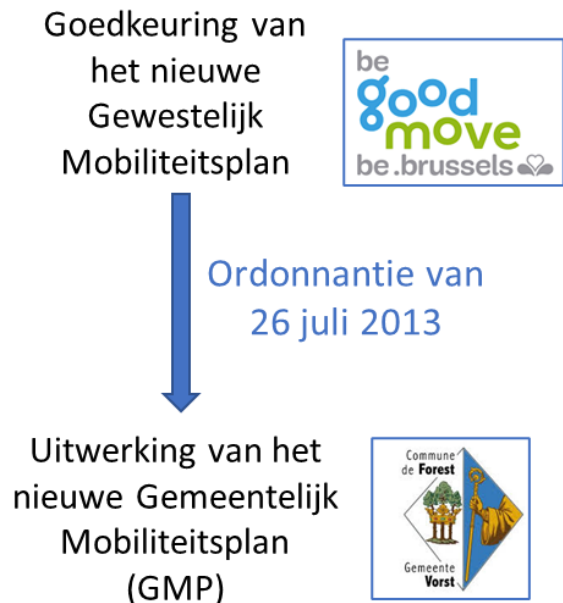 Goedkeuring van
het nieuwe
Gewestelijk
Mobiliteitsplan
be
good
move
be.brussels
Ordonnantie van
26 juli 2013
Uitwerking van het
nieuwe Gemeentelijk
Mobiliteitsplan
(GMP)
Commune
de Forest
Gemeente
Vorst